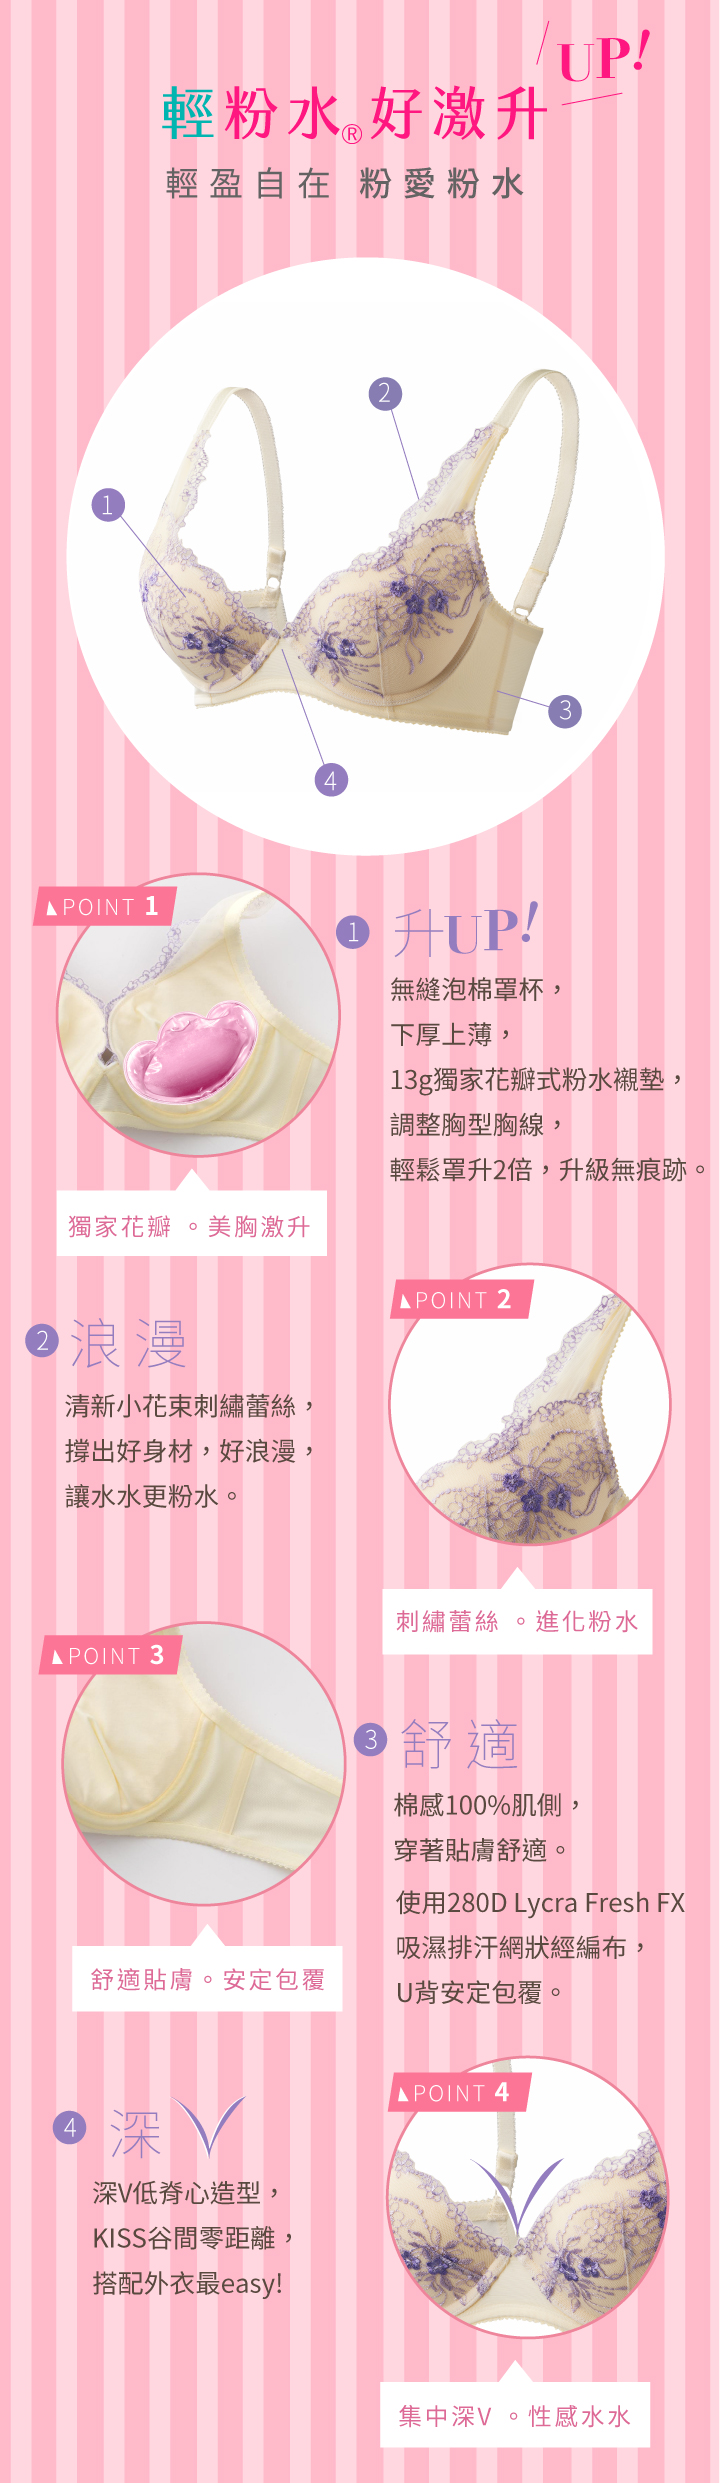 UP!
輕粉水®好激升
輕盈自在 粉愛粉水
2
1
3
4
POINT 1
1 升UP!
無縫泡棉罩杯，
下厚上薄，
13g獨家花瓣式粉水襯墊，
調整胸型胸線，
輕鬆罩升2倍，升級無痕跡。
獨家花瓣 。美胸激升
POINT 2
2 浪漫
清新小花束刺繡蕾絲，
撐出好身材，好浪漫，
讓水水更粉水。
刺繡蕾絲 。進化粉水
POINT 3
3 舒適
棉感100%肌側，
穿著貼膚舒適。
使用280D Lycra Fresh FX
吸濕排汗網狀經編布，
U背安定包覆。
舒適貼膚。安定包覆
POINT 4
4 深V
深V低脊心造型，
KISS谷間零距離，
搭配外衣最easy!
集中深V 。性感水水